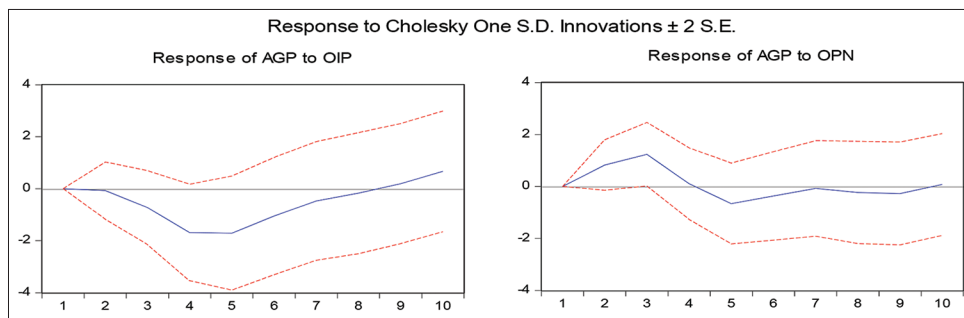 Response to Cholesky One S.D. Innovations ± 2 S.E.
Response of AGP to OIP
4
2
0
-2
-4
1 2 3 4 5 6 7 8 9 10
Response of AGP to OPN
4
2
0
-2
-4
1 2 3 4 5 6 7 8 9 10